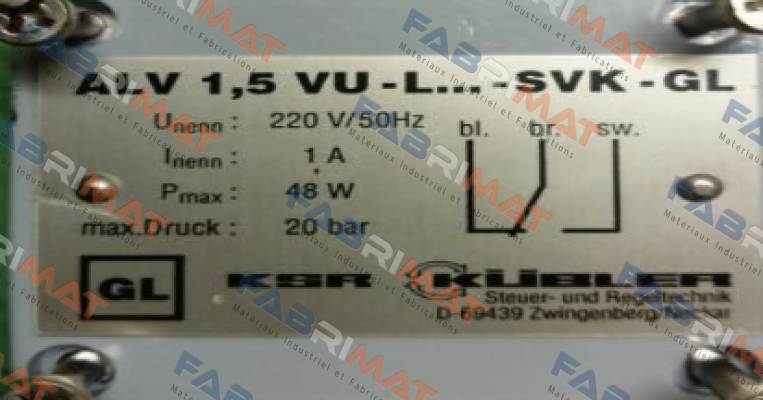 ALV 1,5 VU-L...-SVK-GL
Unenn: 220 V/50Hz
bl. br. sw.
Inenn: 1 A
Pmax: 48 W
max.Druck: 20 bar
GL KSR KÜBLER
Steuer- und Regeltechnik
D-69439 Zwingenberg/Neckar
FABRIMAT
Matériaux Industriel et Fabrications